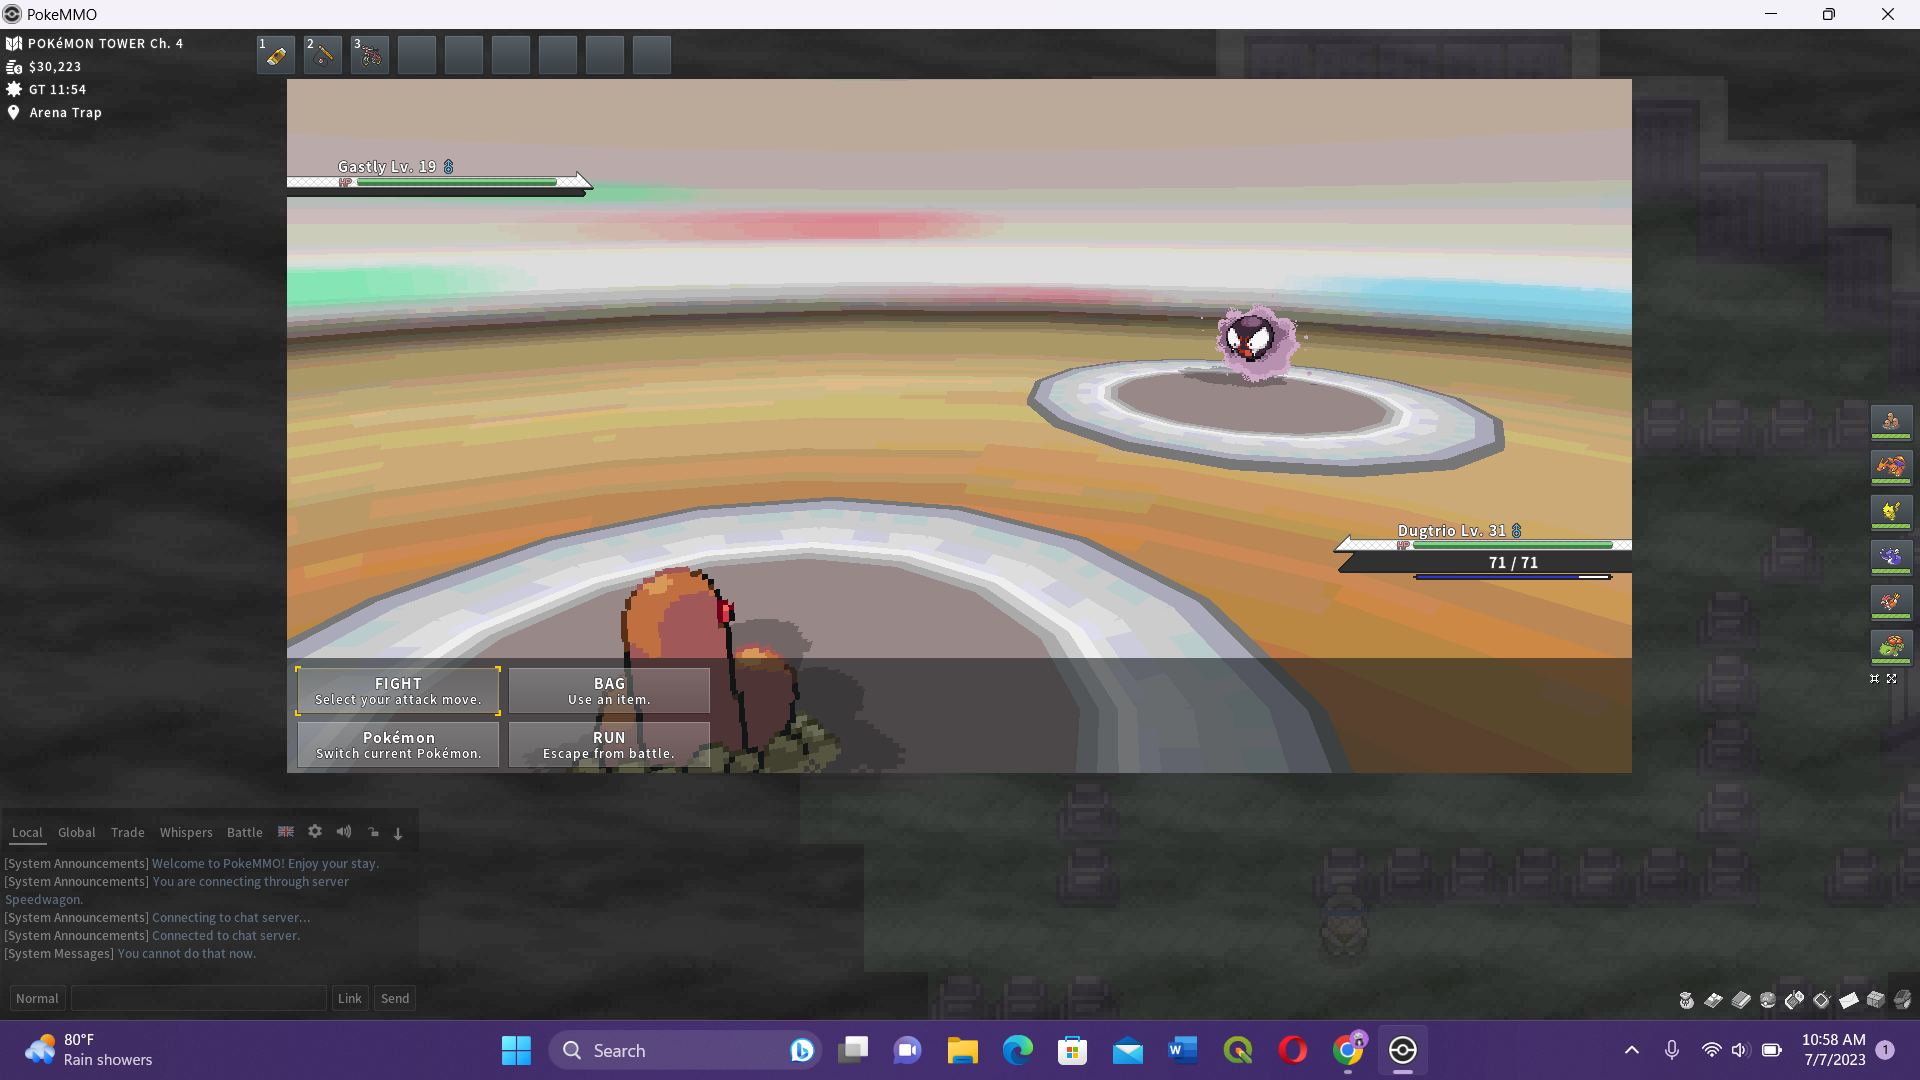 PokeMMO
POKéMON TOWER Ch. 4
$30,223
GT 11:54
Arena Trap
1
2
3
Gastly Lv. 19
HP
Dugtrio Lv. 31
HP
71 / 71
FIGHT
Select your attack move.
BAG
Use an item.
Pokémon
Switch current Pokémon.
RUN
Escape from battle.
Local Global Trade Whispers Battle
[System Announcements] Welcome to PokeMMO! Enjoy your stay.
[System Announcements] You are connecting through server
Speedwagon.
[System Announcements] Connecting to chat server...
[System Announcements] Connected to chat server.
[System Messages] You cannot do that now.
Normal Link Send
80°F
Rain showers
Search
W
10:58 AM
7/7/2023
1